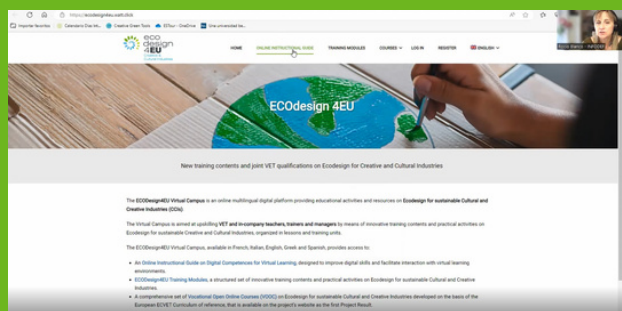 https://ecodesign4eu.vatti.click
Importar favoritos
Creative Green Tools
ESTour - OneDrive
Una universidad be...
eco
design
4EU
HOME
ONLINE INSTRUCTIONAL GUIDE
TRAINING MODULES
COURSES
LOG IN
REGISTER
ENGLISH
ECOdesign 4EU
New training contents and joint VET qualifications on Ecodesign for Creative and Cultural Industries
The ECODesign4EU Virtual Campus is an online multilingual digital platform providing educational activities and resources on Ecodesign for sustainable Cultural and
Creative Industries (CCIs).
The Virtual Campus is aimed at upskilling VET and in-company teachers, trainers and managers by means of innovative training contents and practical activities on
Ecodesign for sustainable Creative and Cultural Industries, organized in lessons and training units.
The ECODesign4EU Virtual Campus, available in French, Italian, English, Greek and Spanish, provides access to:
An Online Instructional Guide on Digital Competences for Virtual Learning, designed to improve digital skills and facilitate interaction with virtual learning
environments.
ECODesign4EU Training Modules, a structured set of innovative training contents and practical activities on Ecodesign for sustainable Cultural and Creative
Industries.
A comprehensive set of Vocational Open Online Courses (VOOC) on Ecodesign for sustainable Cultural and Creative Industries developed on the basis of the
European ECVET Curriculum of reference, that is available on the project's website as the first Project Result.